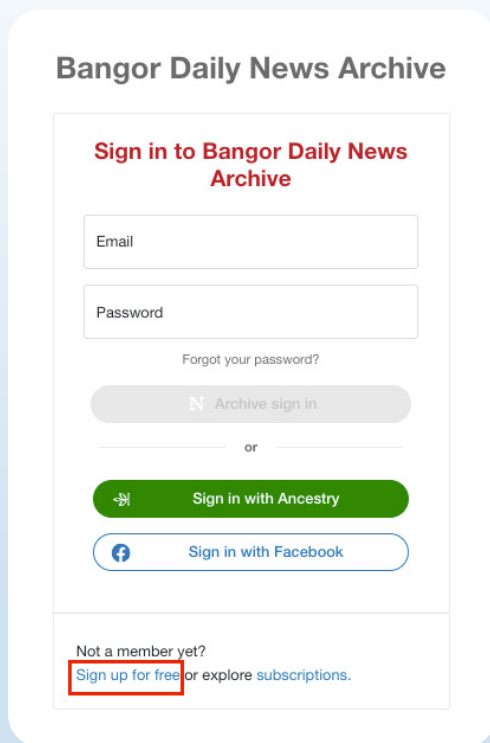 Bangor Daily News Archive
Sign in to Bangor Daily News
Archive
Email
Password
Forgot your password?
N Archive sign in
or
Sign in with Ancestry
Sign in with Facebook
Not a member yet?
Sign up for free or explore subscriptions.